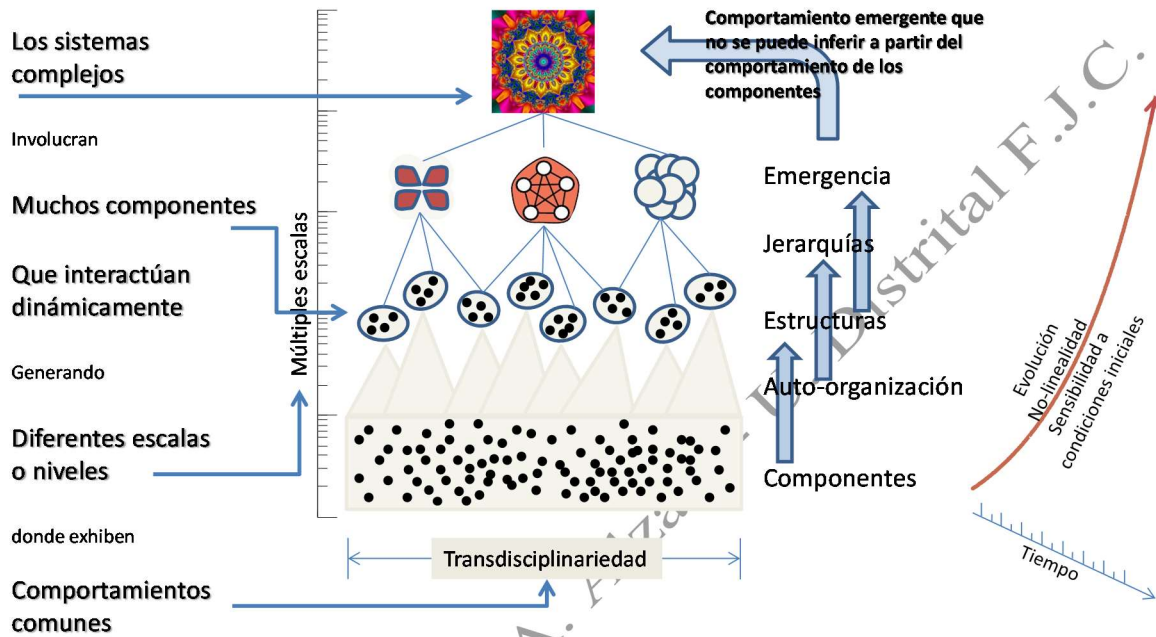 Los sistemas
complejos
Involucran
Muchos componentes
Que interactúan
dinámicamente
Generando
Diferentes escalas
o niveles
donde exhiben
Comportamientos
comunes
Múltiples escalas
Transdisciplinariedad
Comportamiento emergente que
no se puede inferir a partir del
comportamiento de los
componentes
Emergencia
Jerarquías
Estructuras
Auto-organización
Componentes
Evolución
No-linealidad
Sensibilidad a
condiciones iniciales
Tiempo
Distrital F.J.C.